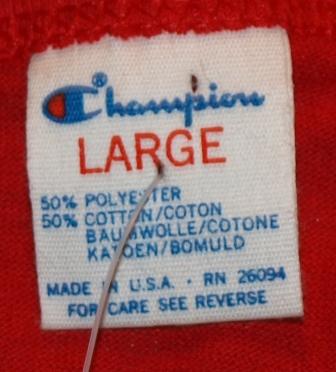 Champion®
LARGE
50% POLYESTER
50% COTTON/COTON
BAUMWOLLE/COTONE
KATOEN/BOMULD
MADE IN U.S.A. · RN 26094
FOR CARE SEE REVERSE